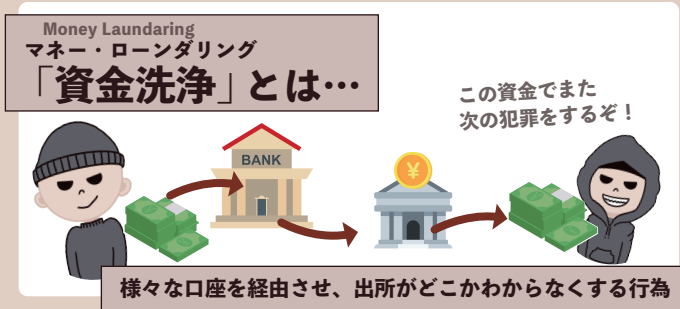 Money Laundaring
マネー・ローンダリング
「資金洗浄」とは…
この資金でまた
次の犯罪をするぞ！
BANK
¥
様々な口座を経由させ、出所がどこかわからなくする行為